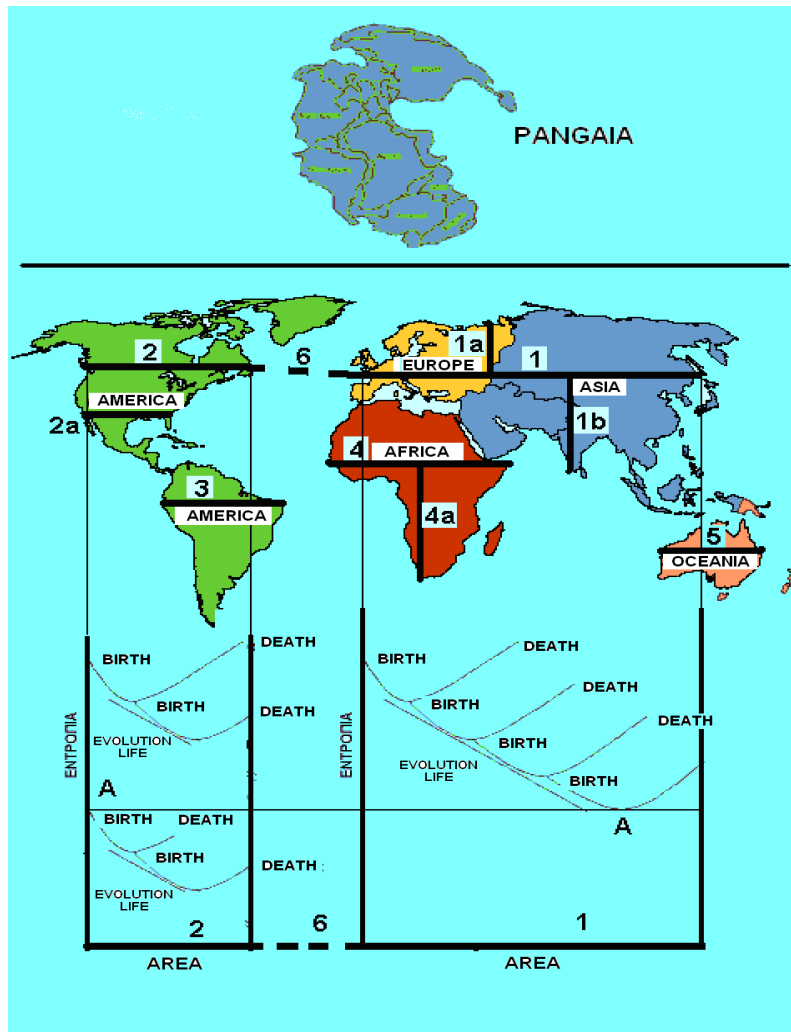 PANGAIA
2
6
1a
1
EUROPE
ASIA
AMERICA
2a
1b
4
AFRICA
3
AMERICA
4a
5
OCEANIA
BIRTH
DEATH
BIRTH
DEATH
EVOLUTION
LIFE
ΕΝΤΡΟΠΙΑ
A
BIRTH
DEATH
BIRTH
DEATH :
EVOLUTION
LIFE
2
AREA
6
BIRTH
DEATH
BIRTH
DEATH
BIRTH
DEATH
BIRTH
EVOLUTION
LIFE
ΕΝΤΡΟΠΙΑ
A
1
AREA